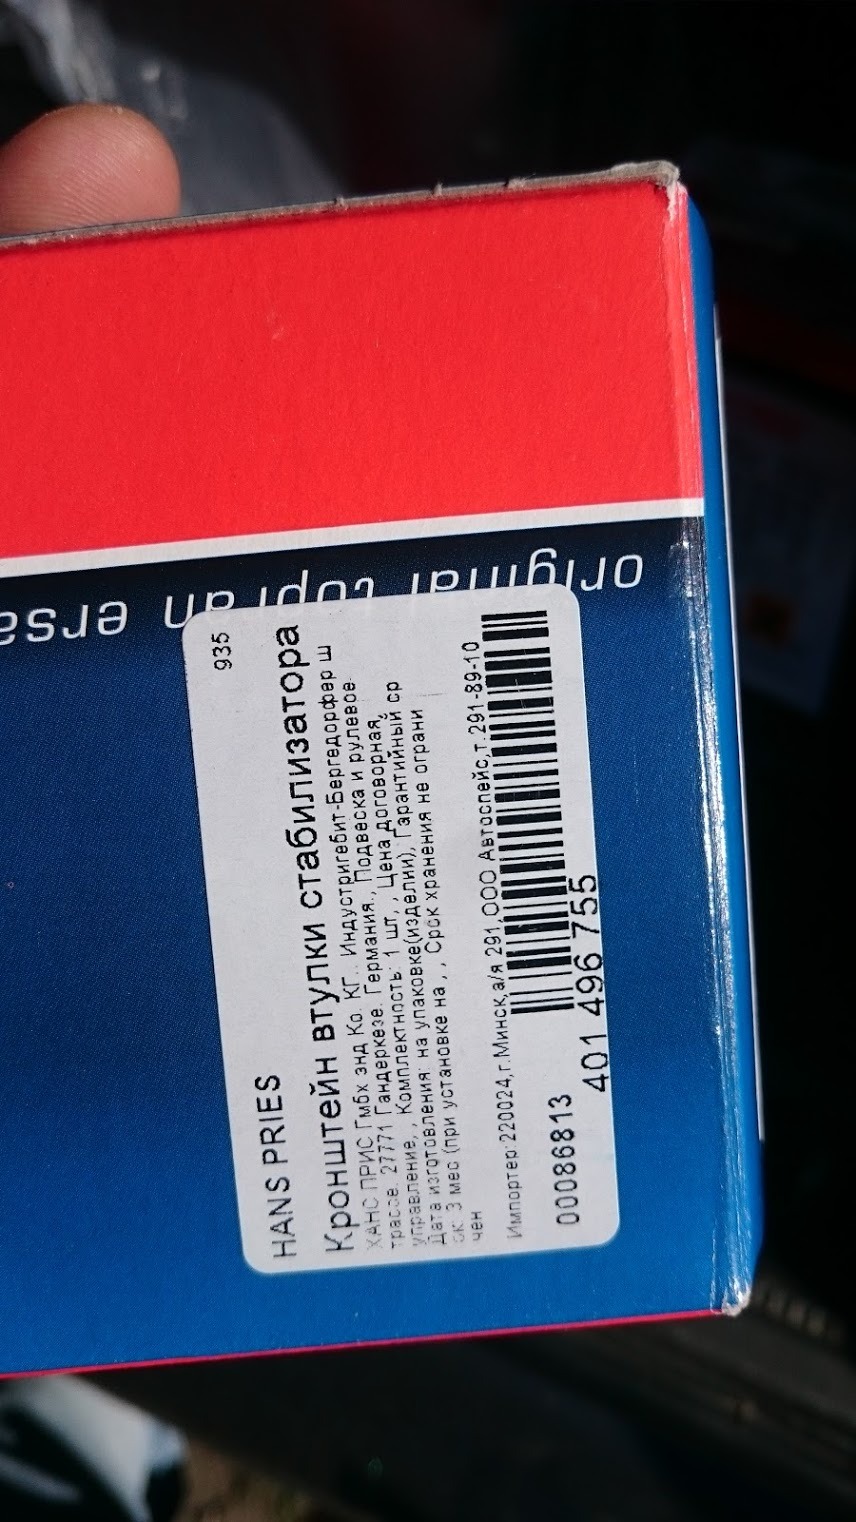 original topran ersa
935
HANS PRIES
Кронштейн втулки стабилизатора
ХАНС ПРИС Гмбх энд Ко. КГ., Индустригебит-Бергедорфер ш
трассе. 27771 Гандеркезе. Германия., Подвеска и рулевое
управление, , Комплектность: 1 шт, , Цена договорная,
Дата изготовления: на упаковке(изделии), Гарантийный ср
ок: 3 мес (при установке на , , Срок хранения не ограни
чен
Импортер:220024,г.Минск,а/я 291,ООО Автоспейс,т.291-89-10
00086813
401 496 755